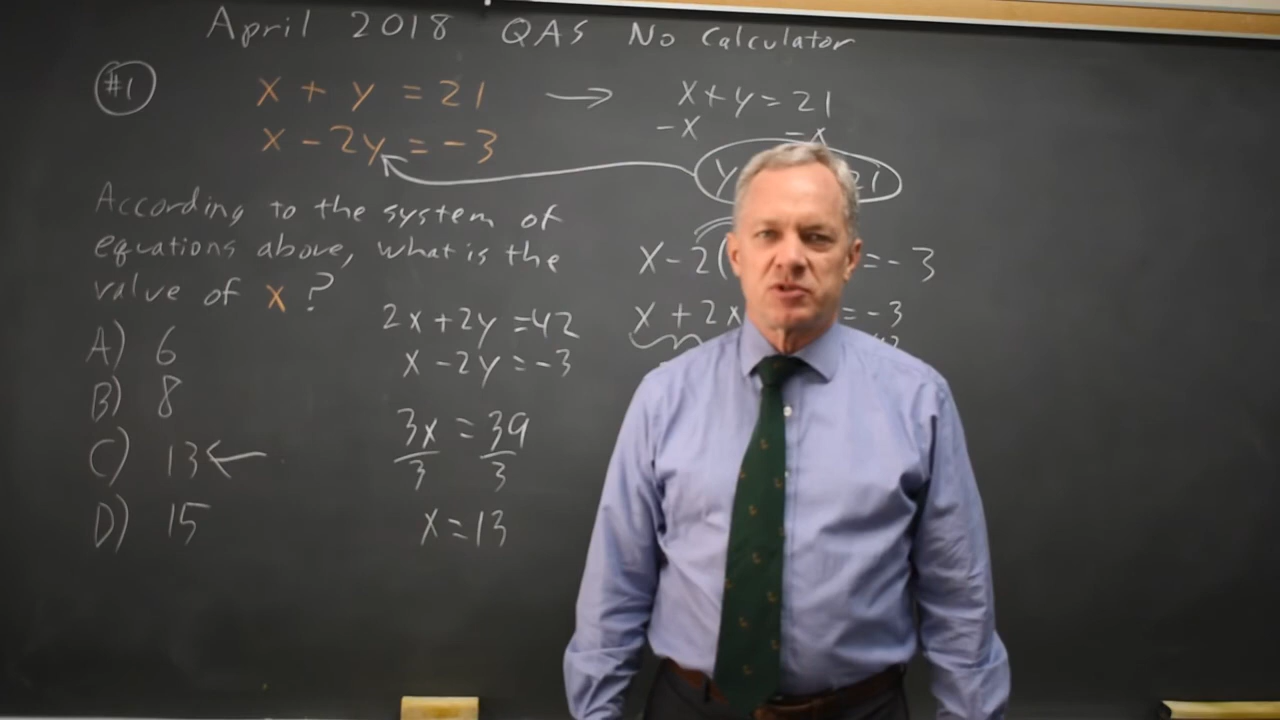 April 2018 QAS No Calculator
#1
x + y = 21
x - 2y = -3
According to the system of
equations above, what is the
value of x ?
A) 6
B) 8
C) 13
D) 15
2x + 2y = 42
x - 2y = -3
3x = 39
3 3
x = 13
x + y = 21
-x -x
y 21
x - 2( = -3
x + 2x = -3